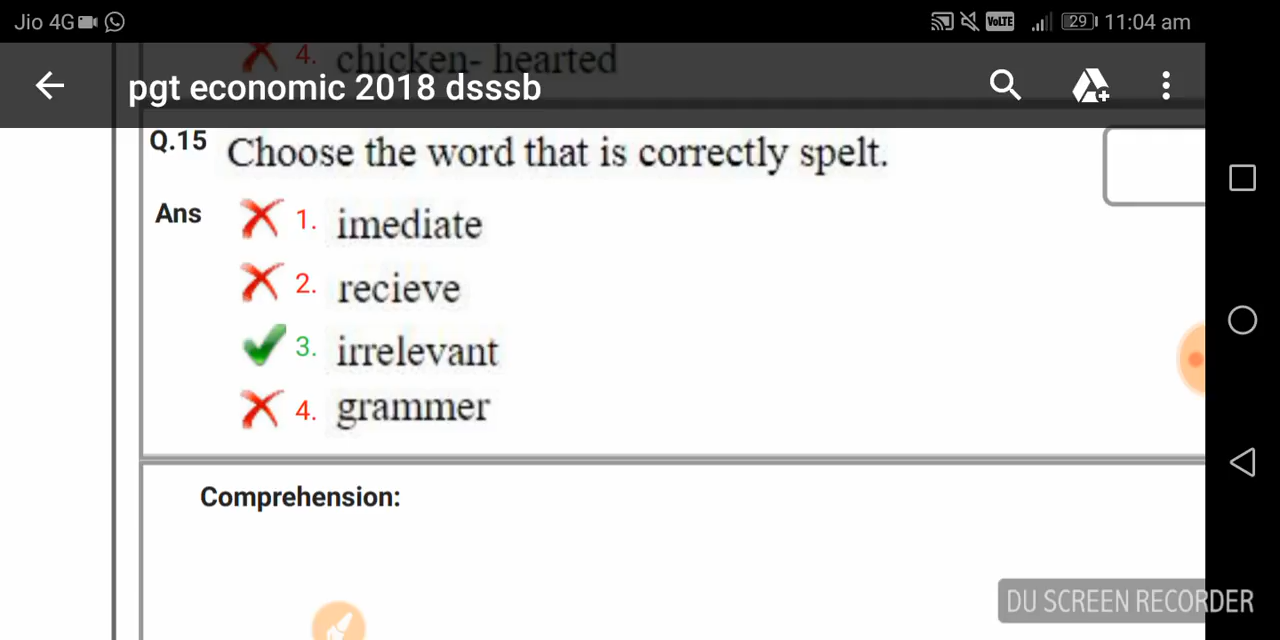 Jio 4G VoLTE 29 11:04 am
4. chicken- hearted
pgt economic 2018 dsssb
Q.15 Choose the word that is correctly spelt.
Ans 1. imediate
2. recieve
3. irrelevant
4. grammer
Comprehension:
DU SCREEN RECORDER